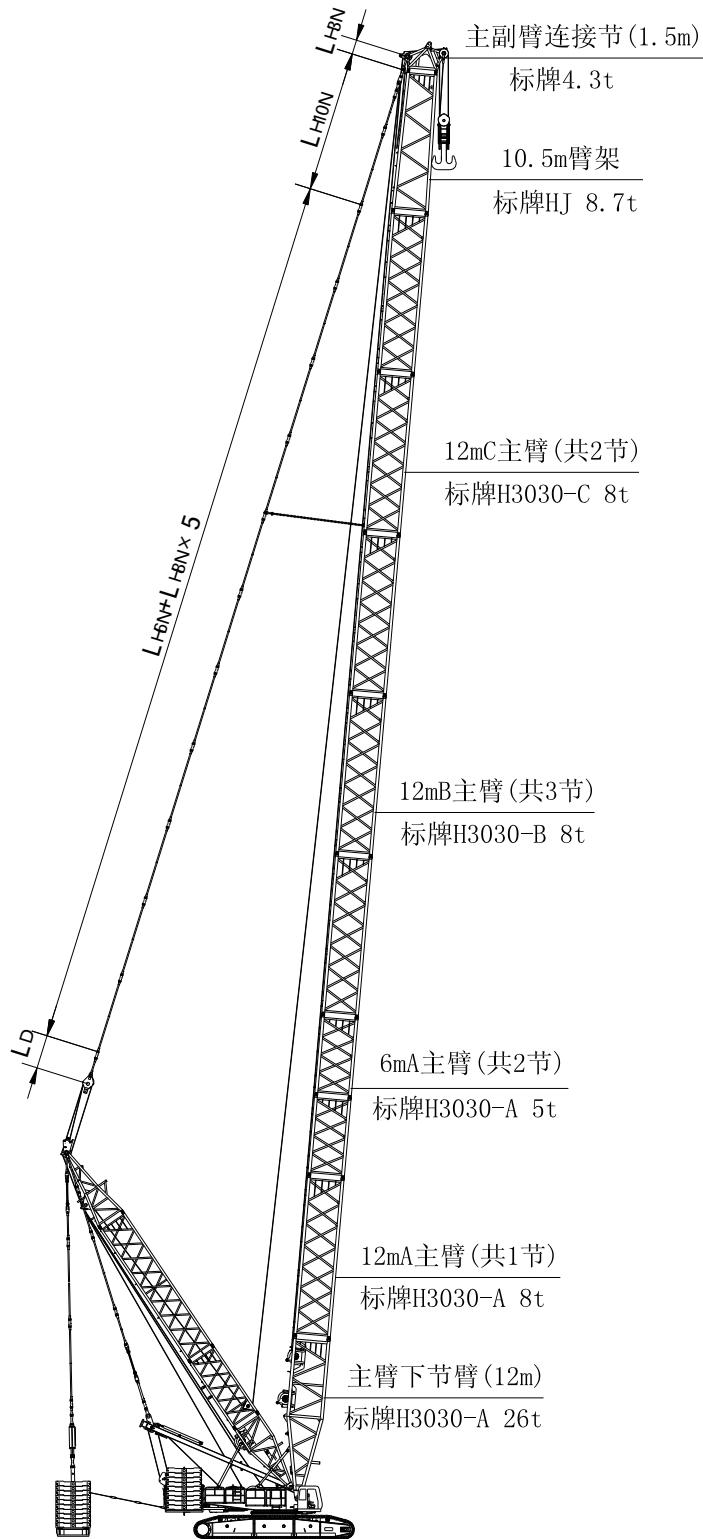 LH8N
主副臂连接节(1.5m)
标牌4.3t
LH10N
10.5m臂架
标牌HJ 8.7t
12mC主臂(共2节)
标牌H3030-C 8t
LH6N+LH8N×5
12mB主臂(共3节)
标牌H3030-B 8t
LD
6mA主臂(共2节)
标牌H3030-A 5t
12mA主臂(共1节)
标牌H3030-A 8t
主臂下节臂(12m)
标牌H3030-A 26t